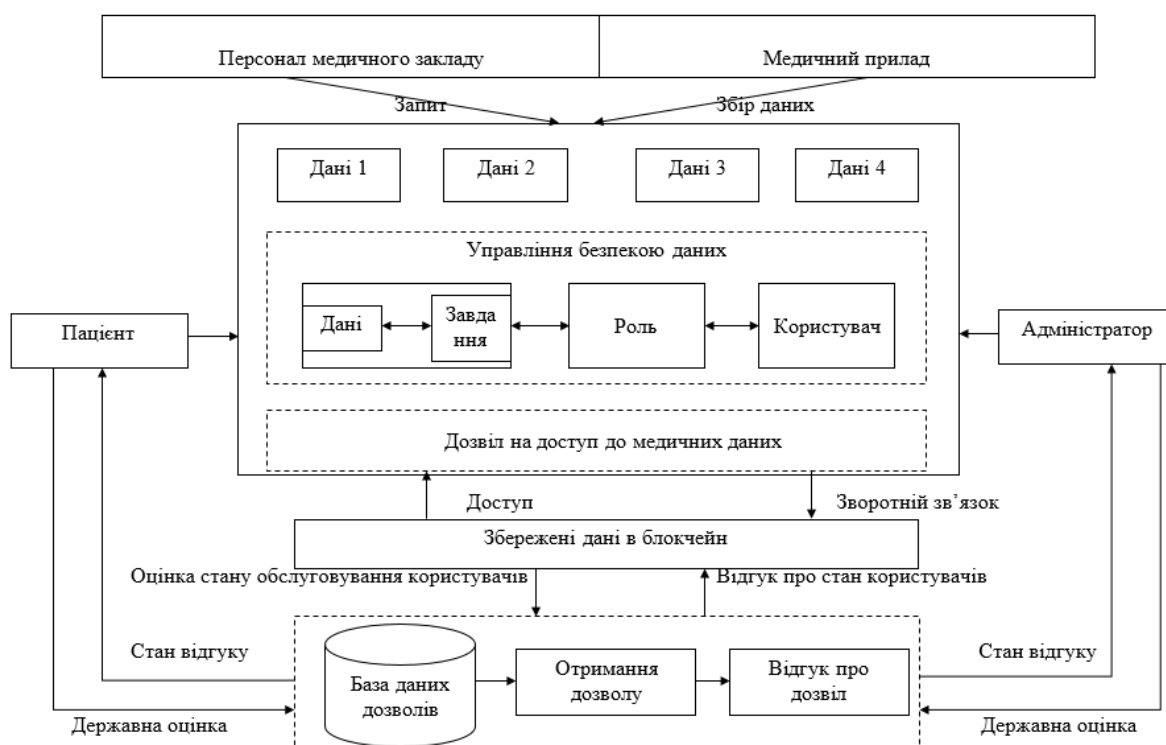 Персонал медичного закладу
Медичний прилад
Запит
Збір даних
Дані 1
Дані 2
Дані 3
Дані 4
Управління безпекою даних
Дані
Завда
ння
Роль
Користувач
Пацієнт
Адміністратор
Дозвіл на доступ до медичних даних
Доступ
Зворотній зв’язок
Збережені дані в блокчейн
Оцінка стану обслуговування користувачів
Відгук про стан користувачів
Стан відгуку
База даних
дозволів
Отримання
дозволу
Відгук про
дозвіл
Стан відгуку
Державна оцінка
Державна оцінка